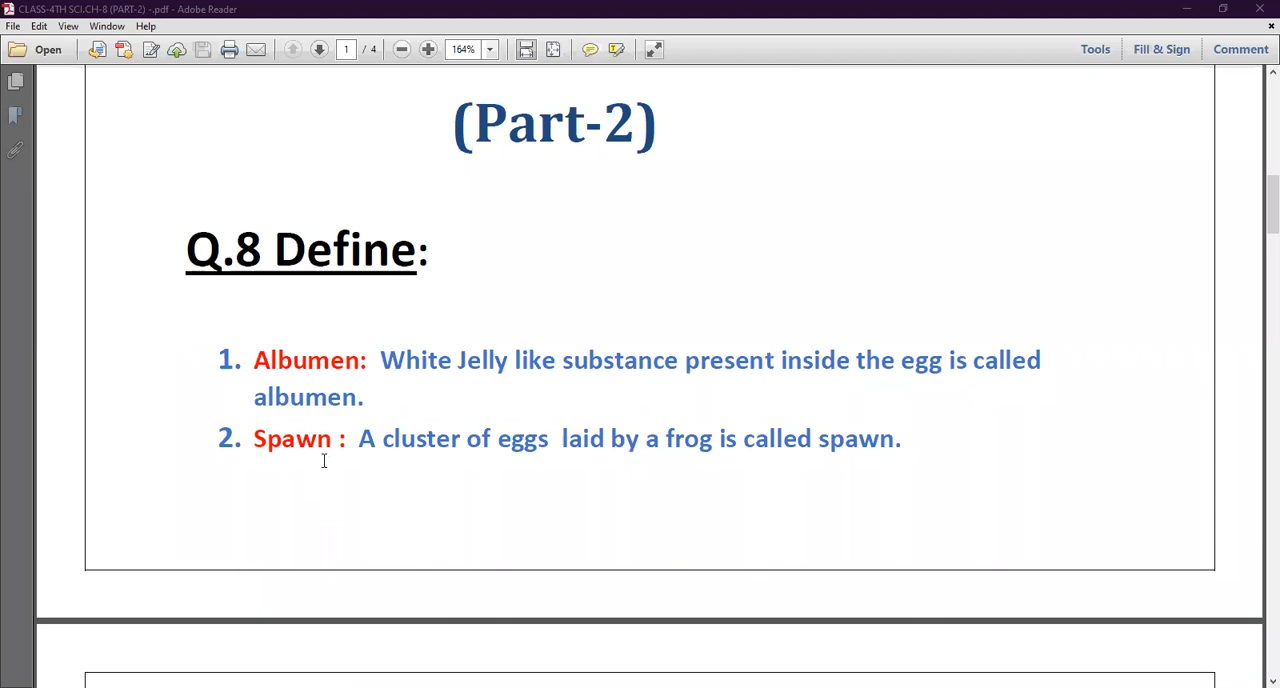 CLASS-4TH SCI.CH-8 (PART-2) -.pdf - Adobe Reader
File Edit View Window Help
Open 1 / 4 164% Tools Fill & Sign Comment
(Part-2)
Q.8 Define:
1. Albumen: White Jelly like substance present inside the egg is called
albumen.
2. Spawn : A cluster of eggs laid by a frog is called spawn.